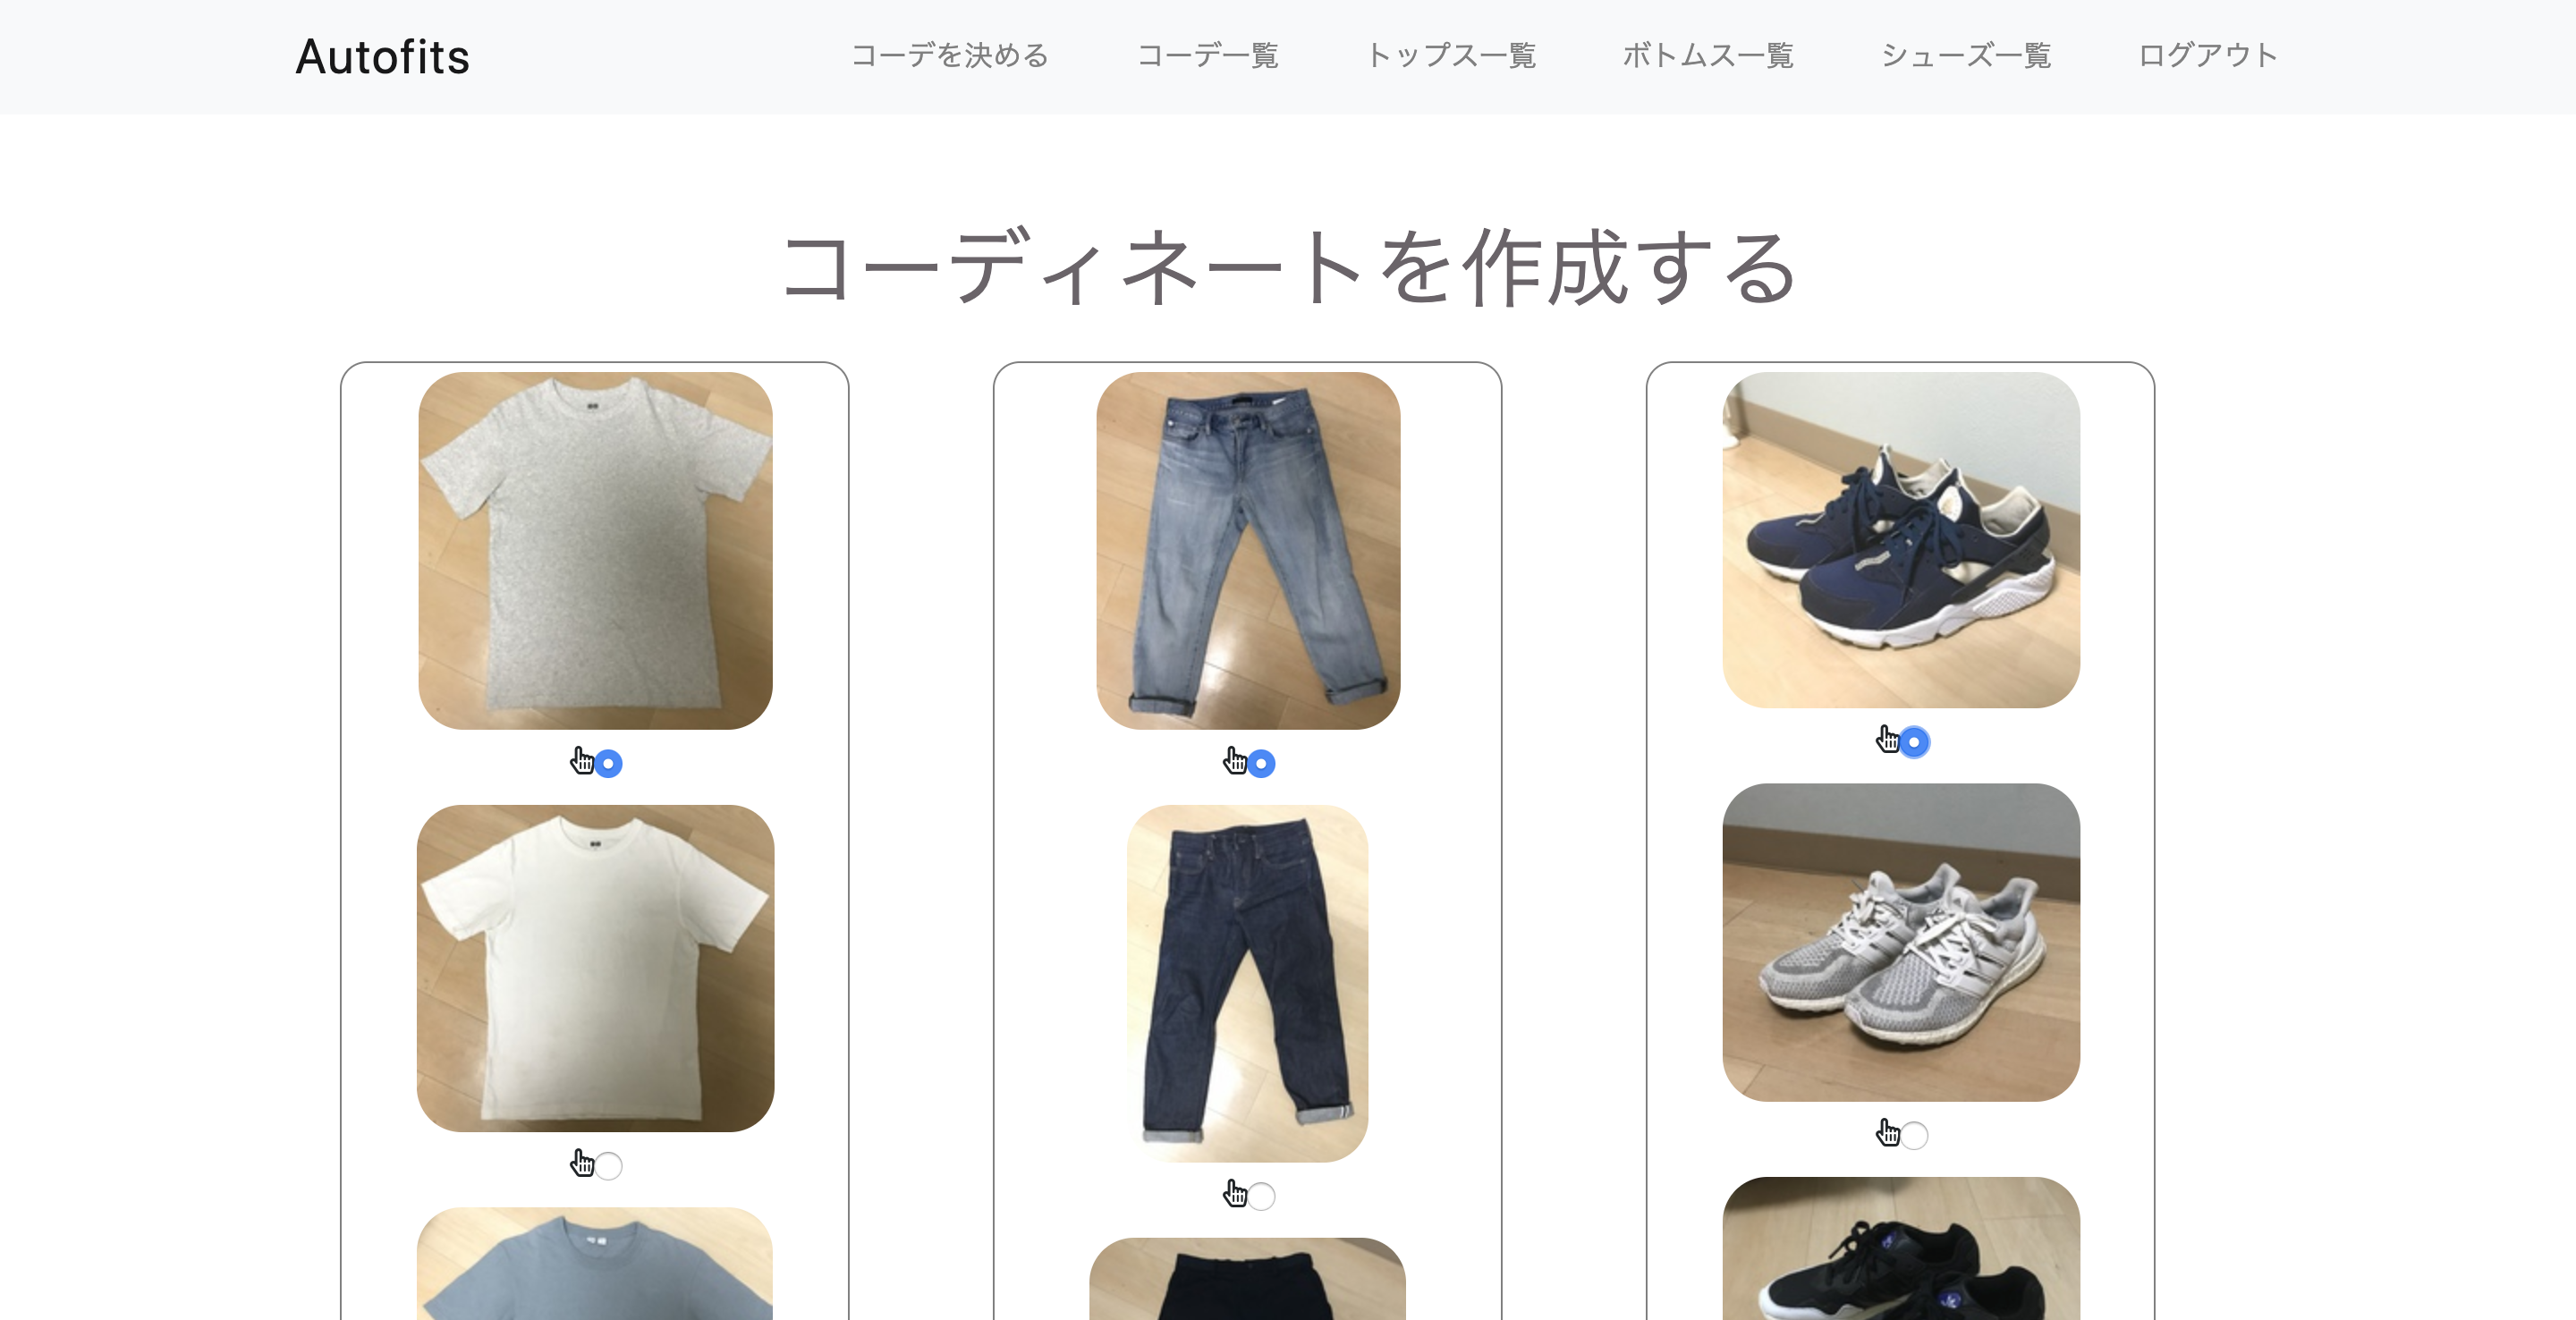 Autofits
コーデを決める
コーデ一覧
トップス一覧
ボトムス一覧
シューズ一覧
ログアウト
コーディネートを作成する